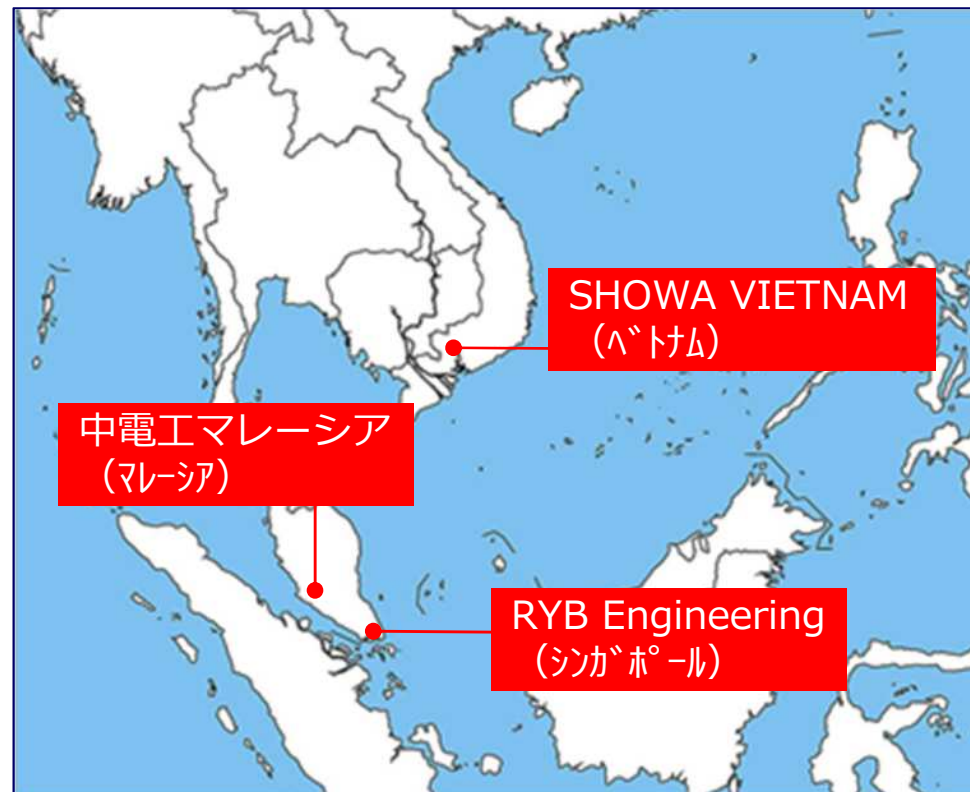 SHOWA VIETNAM
（ﾍﾞﾄﾅﾑ）
中電工マレーシア
（ﾏﾚｰｼｱ）
RYB Engineering
（ｼﾝｶﾞﾎﾟｰﾙ）